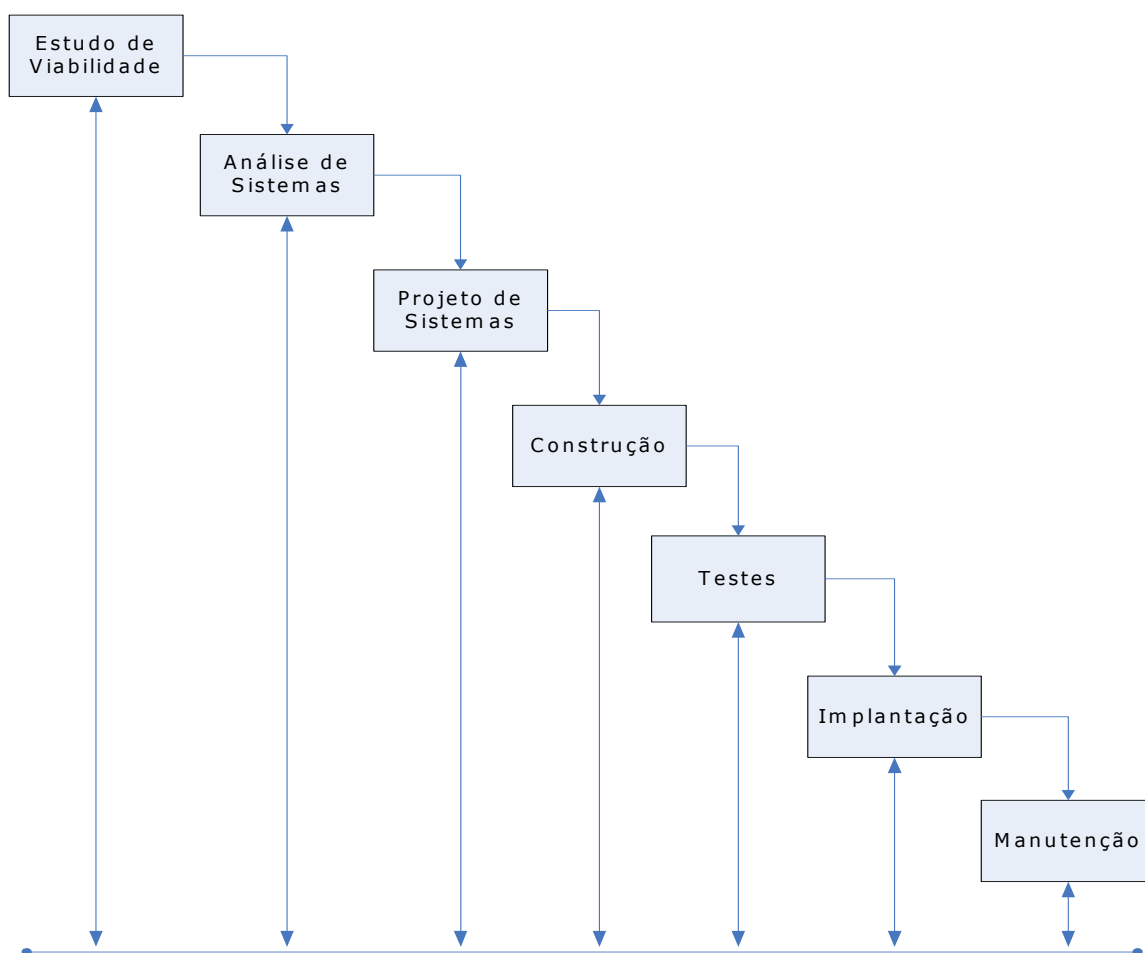 Estudo de
Viabilidade
Análise de
Sistemas
Projeto de
Sistemas
Construção
Testes
Implantação
Manutenção